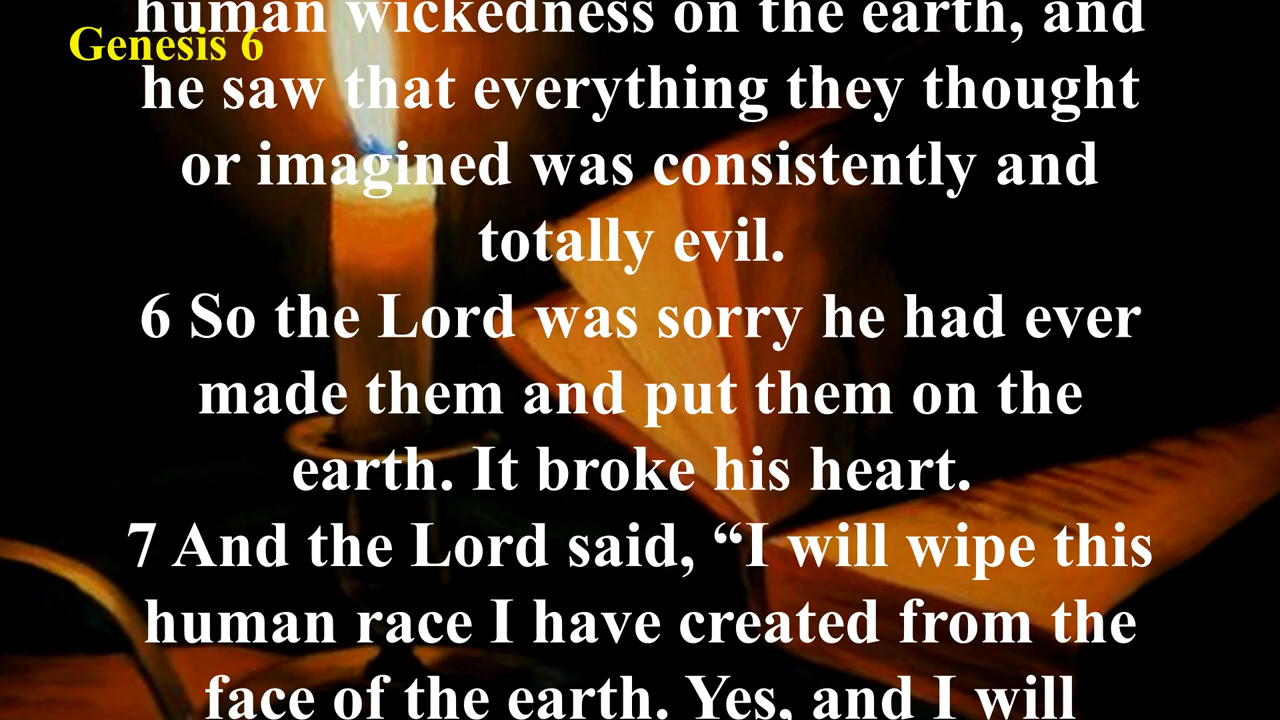 human wickedness on the earth, and
Genesis 6
he saw that everything they thought
or imagined was consistently and
totally evil.
6 So the Lord was sorry he had ever
made them and put them on the
earth. It broke his heart.
7 And the Lord said, “I will wipe this
human race I have created from the
face of the earth. Yes, and I will